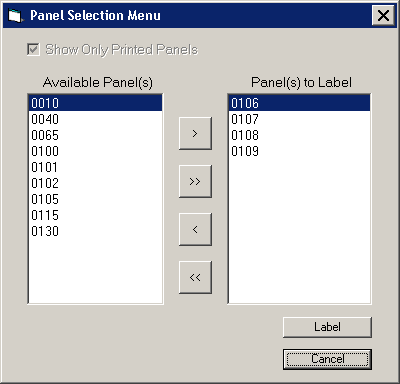 Panel Selection Menu
Show Only Printed Panels
Available Panel(s)
0010
0040
0065
0100
0101
0102
0105
0115
0130
>
>>
<
<<
Panel(s) to Label
0106
0107
0108
0109
Label
Cancel